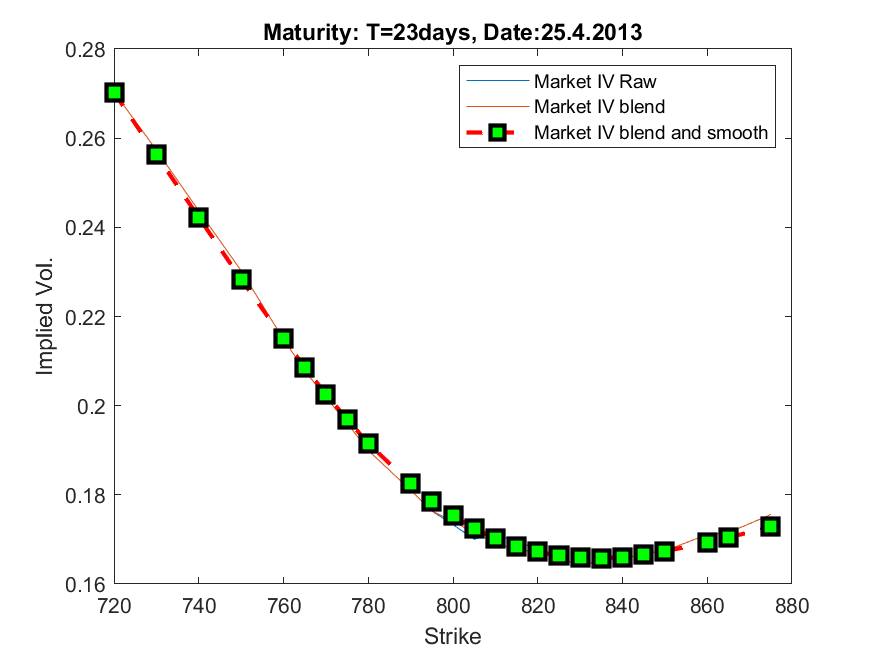 Maturity: T=23days, Date:25.4.2013
Market IV Raw
Market IV blend
Market IV blend and smooth
0.28
0.26
0.24
0.22
0.2
0.18
0.16
Implied Vol.
720 740 760 780 800 820 840 860 880
Strike